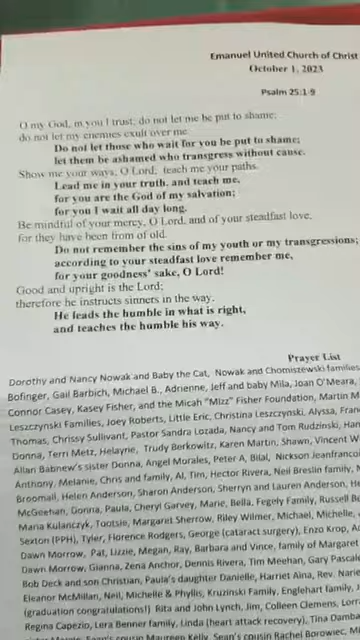 Emanuel United Church of Christ
October 1, 2023
Psalm 25:1-9
O my God, in you I trust; do not let me be put to shame;
do not let my enemies exult over me.
Do not let those who wait for you be put to shame;
let them be ashamed who transgress without cause.
Show me your ways, O Lord, teach me your paths.
Lead me in your truth, and teach me,
for you are the God of my salvation;
for you I wait all day long.
Be mindful of your mercy, O Lord, and of your steadfast love,
for they have been from of old.
Do not remember the sins of my youth or my transgressions;
according to your steadfast love remember me,
for your goodness' sake, O Lord!
Good and upright is the Lord;
therefore he instructs sinners in the way.
He leads the humble in what is right,
and teaches the humble his way.
Prayer List
Dorothy and Nancy Nowak and Baby the Cat, Nowak and Chomiszewski families
Bofinger, Gail Barbich, Michael B., Adrienne, Jeff and baby Mila, Joan O'Meara,
Connor Casey, Kasey Fisher, and the Micah "Mizz" Fisher Foundation, Martin M
Leszczynski Families, Joey Roberts, Little Eric, Christina Leszczynski, Alyssa, Fran
Thomas, Chrissy Sullivant, Pastor Sandra Lozada, Nancy and Tom Rudzinski, Han
Donna, Terri Metz, Helayne, Trudy Berkowitz, Karen Martin, Shawn, Vincent W
Allan Babnew's sister Donna, Angel Morales, Peter A, Bilal, Nickson Jeanfrancoi
Anthony, Melanie, Chris and family, Al, Tim, Hector Rivera, Neil Breslin family, M
Broomall, Helen Anderson, Sharon Anderson, Sherryn and Lauren Anderson, He
McGeehan, Donna, Paula, Cheryl Garvey, Marie, Bella, Fegely Family, Russell Bo
Maria Kulanczyk, Tootsie, Margaret Sherrow, Riley Wilmer, Michael, Michelle,
Sexton (PPH), Tyler, Florence Rodgers, George (cataract surgery), Enzo Krop, A
Dawn Morrow, Pat, Lizzie, Megan, Ray, Barbara and Vince, family of Margaret
Dawn Morrow, Gianna, Zena Anchor, Dennis Rivera, Tim Meehan, Gary Pascale
Bob Deck and son Christian, Paula's daughter Danielle, Harriet Aina, Rev. Narie
Eleanor McMillan, Neil, Michelle & Phyllis, Kruzinski Family, Englehart family, J
(graduation congratulations!) Rita and John Lynch, Jim, Colleen Clemens, Lorr
Regina Capezio, Lera Benner family, Linda (heart attack recovery), Tina Damba
Sean's cousin Maureen Kelly, Sean's cousin Rachel Borowiec, M